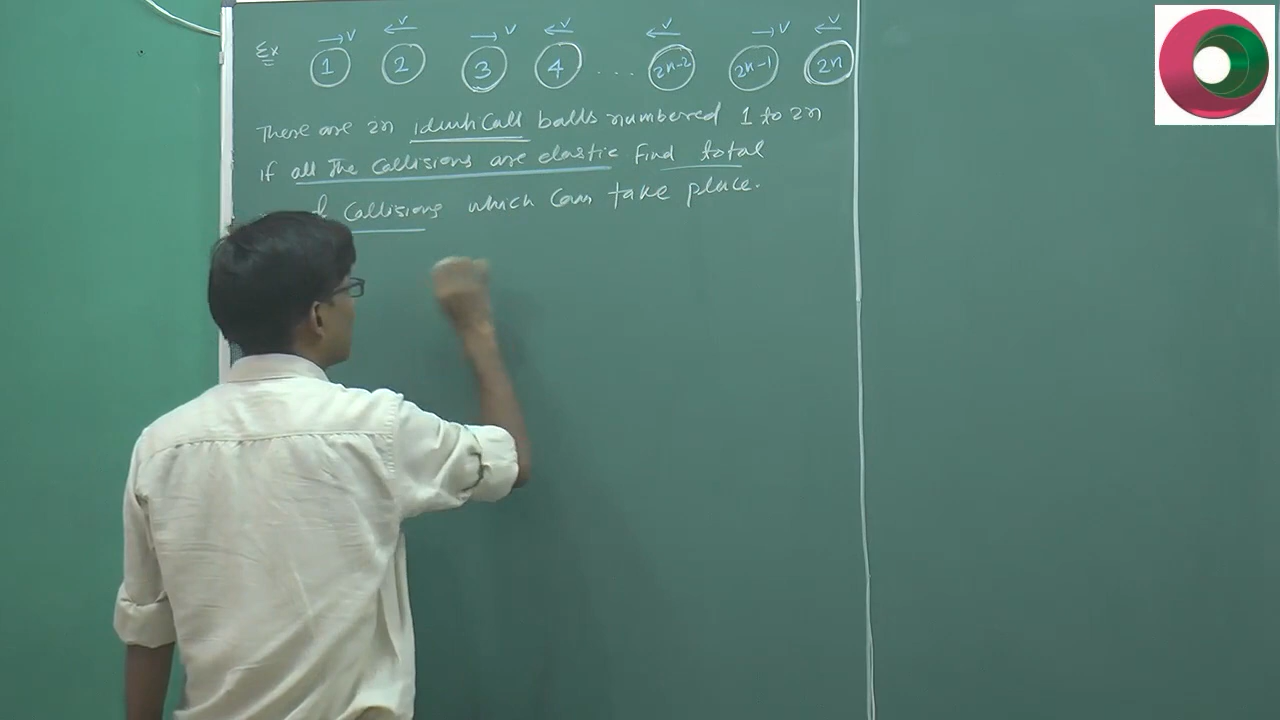 →V ←V →V ←V ←V →V ←V
Ex 1 2 3 4 .... 2n-2 2n-1 2n
There are 2n identicall balls numbered 1 to 2n
if all the collisions are elastic Find total
collisions which can take place.